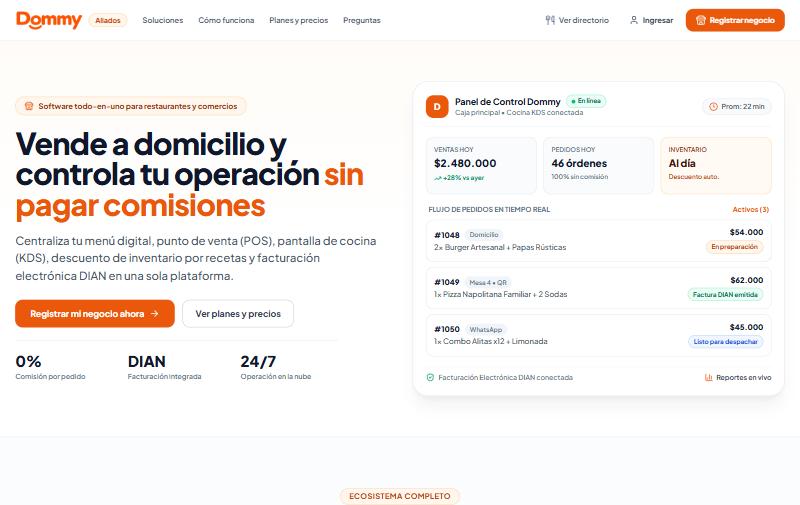 Dommy
Aliados
Soluciones
Cómo funciona
Planes y precios
Preguntas
Ver directorio
Ingresar
Registrar negocio
Software todo-en-uno para restaurantes y comercios
Vende a domicilio y
controla tu operación sin
pagar comisiones
Centraliza tu menú digital, punto de venta (POS), pantalla de cocina
(KDS), descuento de inventario por recetas y facturación
electrónica DIAN en una sola plataforma.
Registrar mi negocio ahora →
Ver planes y precios
0%
Comisión por pedido
DIAN
Facturación integrada
24/7
Operación en la nube
D
Panel de Control Dommy
En línea
Caja principal • Cocina KDS conectada
Prom: 22 min
VENTAS HOY
$2.480.000
+28% vs ayer
PEDIDOS HOY
46 órdenes
100% sin comisión
INVENTARIO
Al día
Descuento auto.
FLUJO DE PEDIDOS EN TIEMPO REAL
Activos (3)
#1048 Domicilio
2x Burger Artesanal + Papas Rústicas
$54.000
En preparación
#1049 Mesa 4 • QR
1x Pizza Napolitana Familiar + 2 Sodas
$62.000
Factura DIAN emitida
#1050 WhatsApp
1x Combo Alitas x12 + Limonada
$45.000
Listo para despachar
Facturación Electrónica DIAN conectada
Reportes en vivo
ECOSISTEMA COMPLETO